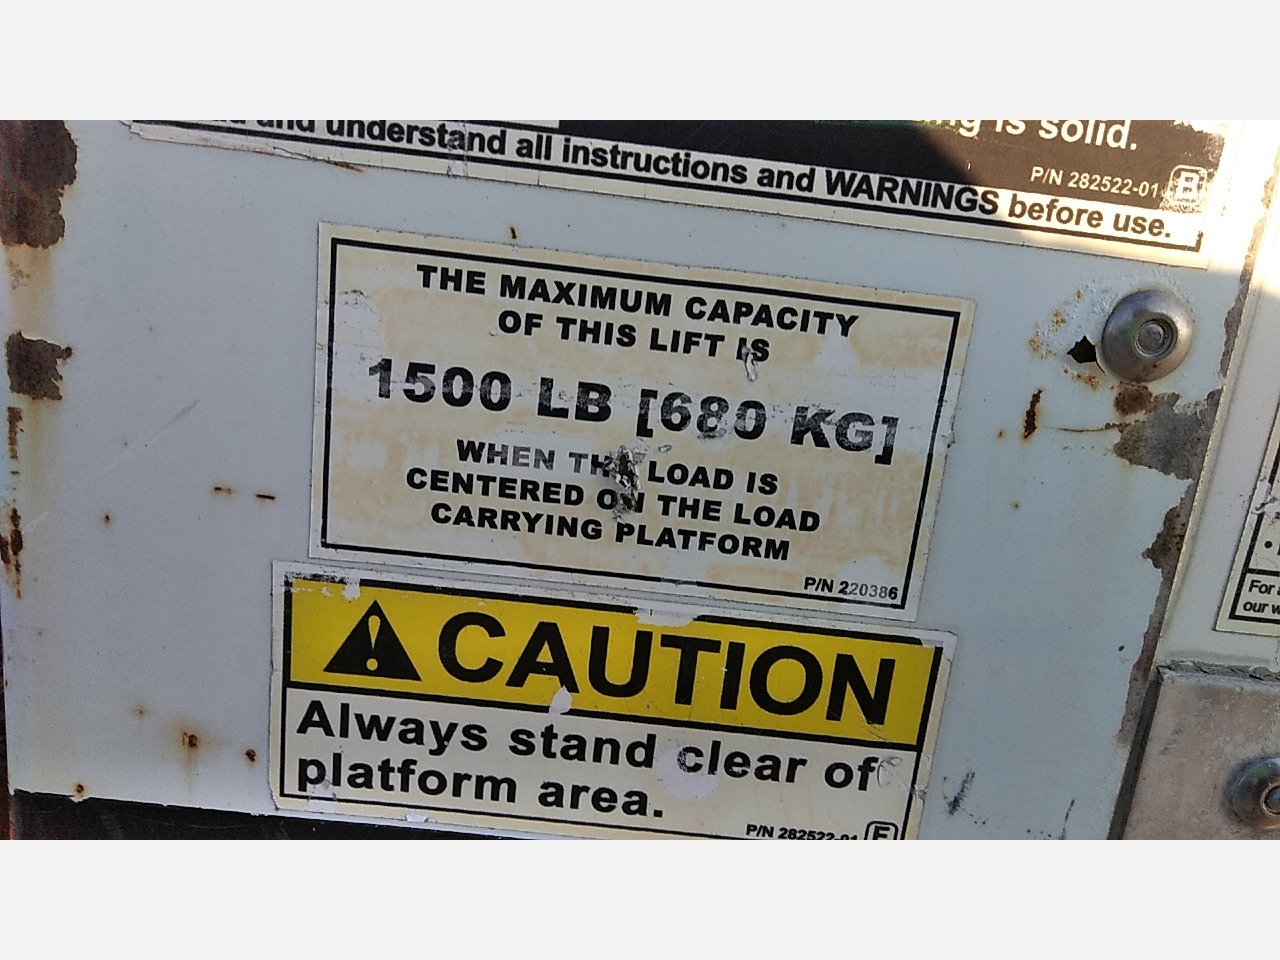 and understand all instructions and WARNINGS before use.
is solid.
P/N 282522-01 B
THE MAXIMUM CAPACITY
OF THIS LIFT IS
1500 LB [680 KG]
WHEN THE LOAD IS
CENTERED ON THE LOAD
CARRYING PLATFORM
P/N 220386
CAUTION
Always stand clear of
platform area.
P/N 282522-01 E
For
our